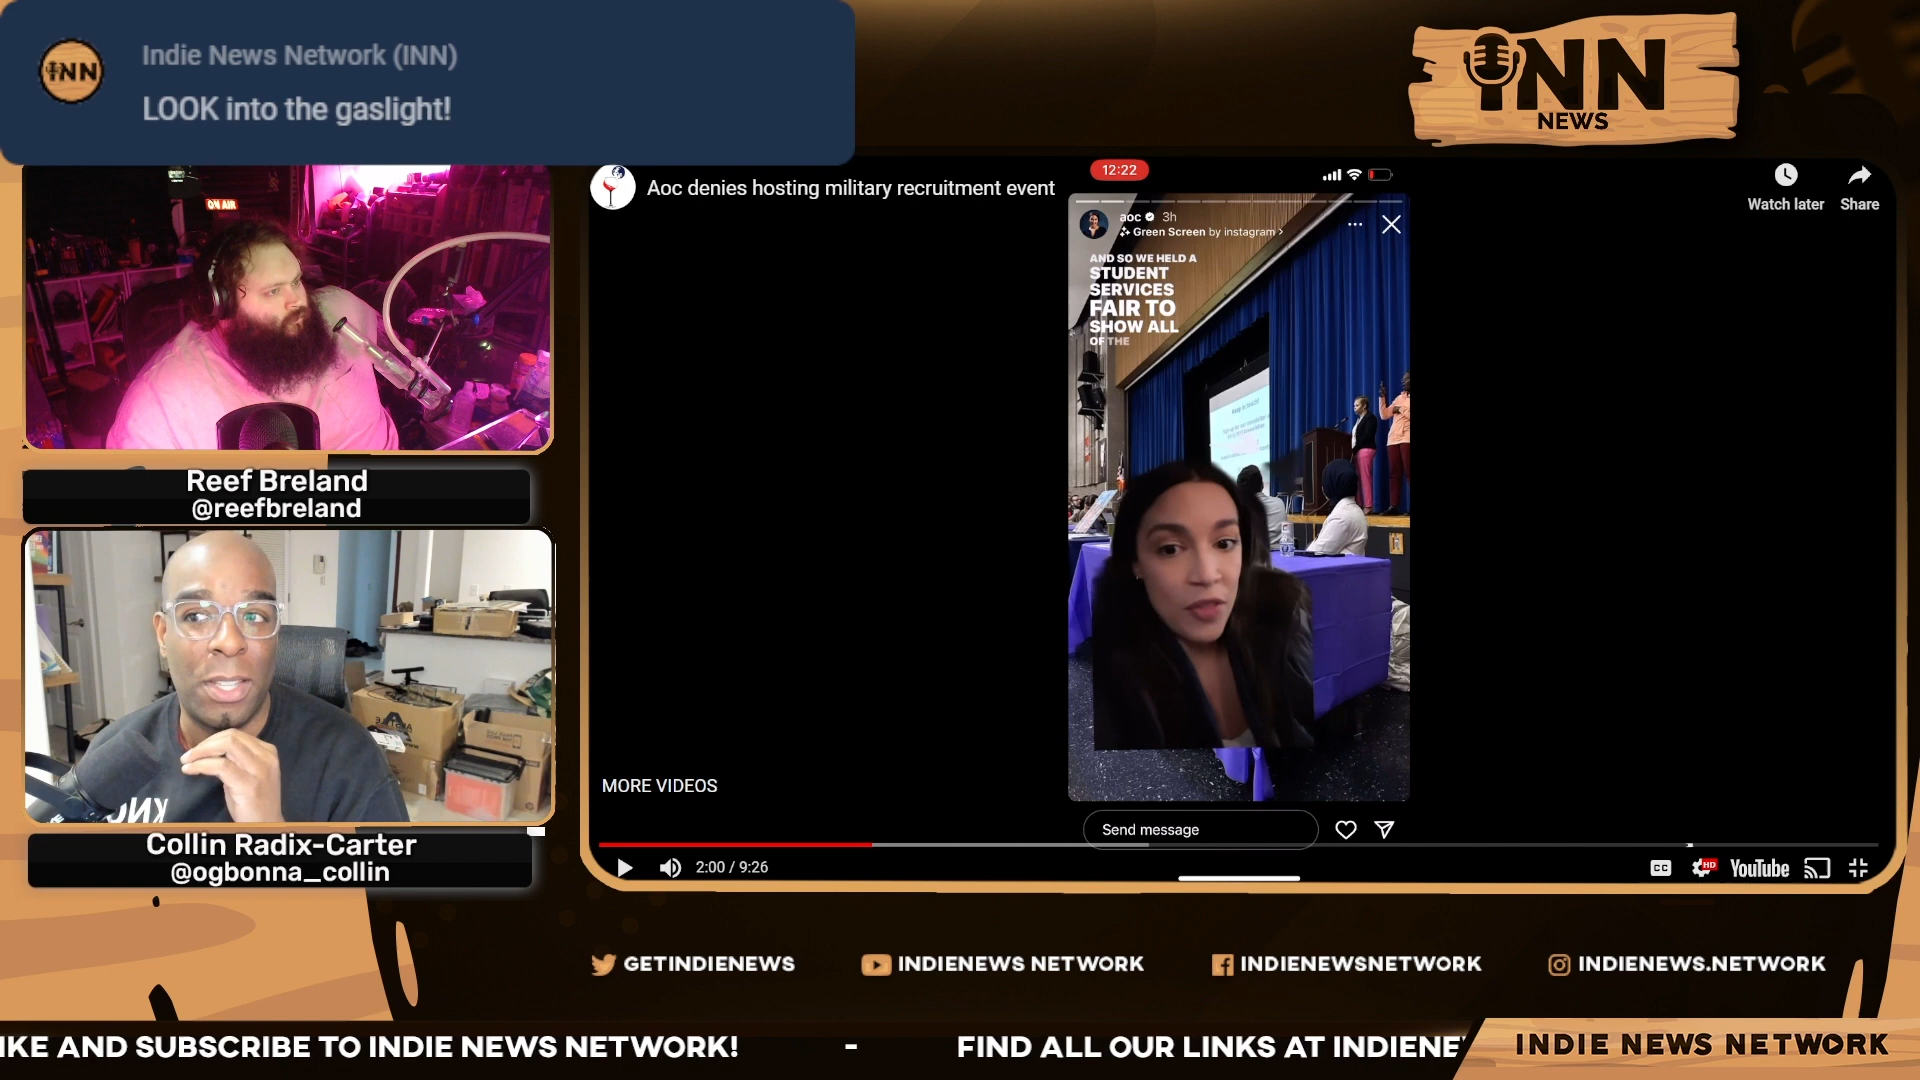 INN
Indie News Network (INN)
LOOK into the gaslight!
INN
NEWS
ON AIR
Aoc denies hosting military recruitment event
12:22
Watch later
Share
aoc 3h
Green Screen by instagram >
AND SO WE HELD A
STUDENT
SERVICES
FAIR TO
SHOW ALL
OF THE
Reef Breland
@reefbreland
Collin Radix-Carter
@ogbonna_collin
MORE VIDEOS
Send message
2:00 / 9:26
CC
HD
YouTube
GETINDIENEWS
INDIENEWS NETWORK
INDIENEWSNETWORK
INDIENEWS.NETWORK
IKE AND SUBSCRIBE TO INDIE NEWS NETWORK!
-
FIND ALL OUR LINKS AT INDIENE
INDIE NEWS NETWORK